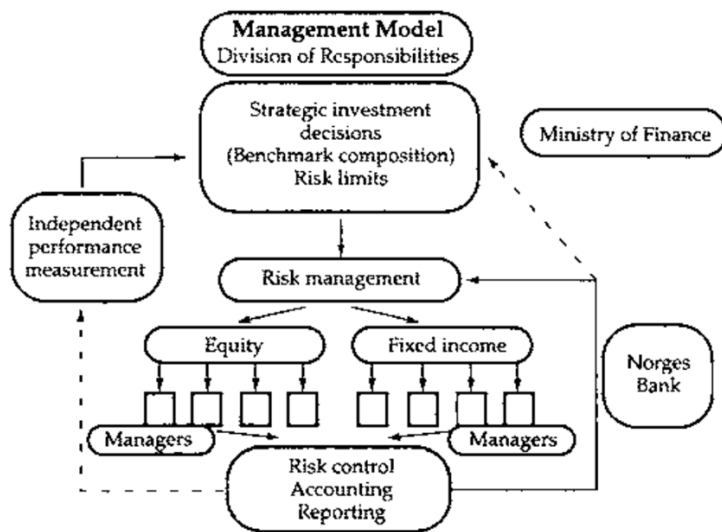 Management Model
Division of Responsibilities
Strategic investment
decisions
(Benchmark composition)
Risk limits
Ministry of Finance
Independent
performance
measurement
Risk management
Equity
Fixed income
Norges
Bank
Managers
Managers
Risk control
Accounting
Reporting